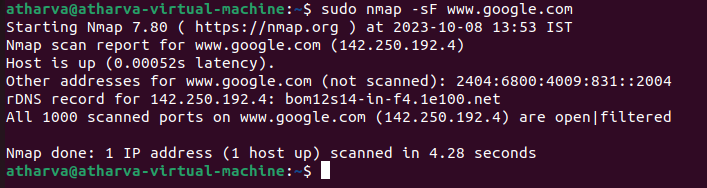 atharva@atharva-virtual-machine:~$ sudo nmap -sF www.google.com
Starting Nmap 7.80 ( https://nmap.org ) at 2023-10-08 13:53 IST
Nmap scan report for www.google.com (142.250.192.4)
Host is up (0.00052s latency).
Other addresses for www.google.com (not scanned): 2404:6800:4009:831::2004
rDNS record for 142.250.192.4: bom12s14-in-f4.1e100.net
All 1000 scanned ports on www.google.com (142.250.192.4) are open|filtered

Nmap done: 1 IP address (1 host up) scanned in 4.28 seconds
atharva@atharva-virtual-machine:~$